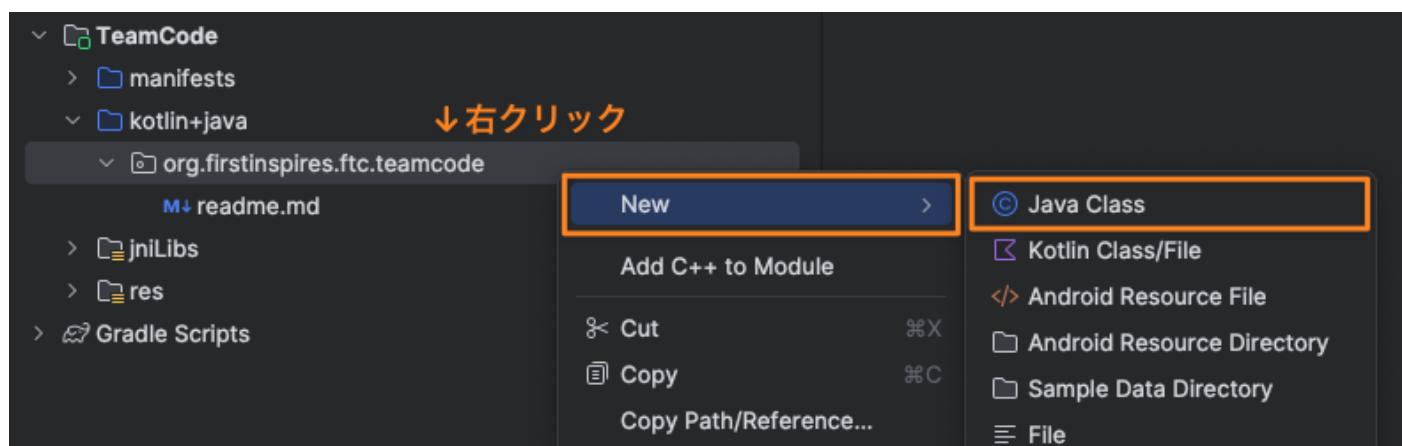 TeamCode
manifests
kotlin+java
↓右クリック
org.firstinspires.ftc.teamcode
M↓ readme.md
jniLibs
res
Gradle Scripts
New
Add C++ to Module
Cut ⌘X
Copy ⌘C
Copy Path/Reference...
Java Class
Kotlin Class/File
Android Resource File
Android Resource Directory
Sample Data Directory
File